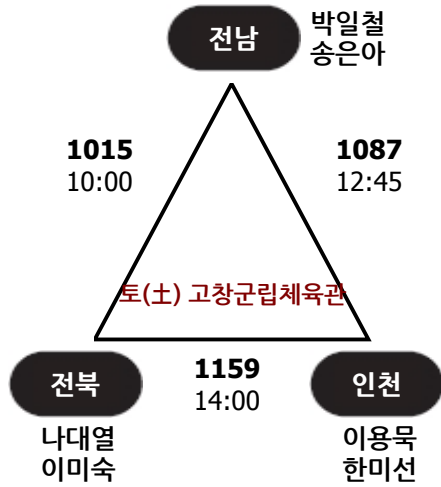 전남
박일철
송은아
1015
10:00
1087
12:45
토(土) 고창군립체육관
1159
14:00
전북
나대열
이미숙
인천
이용묵
한미선